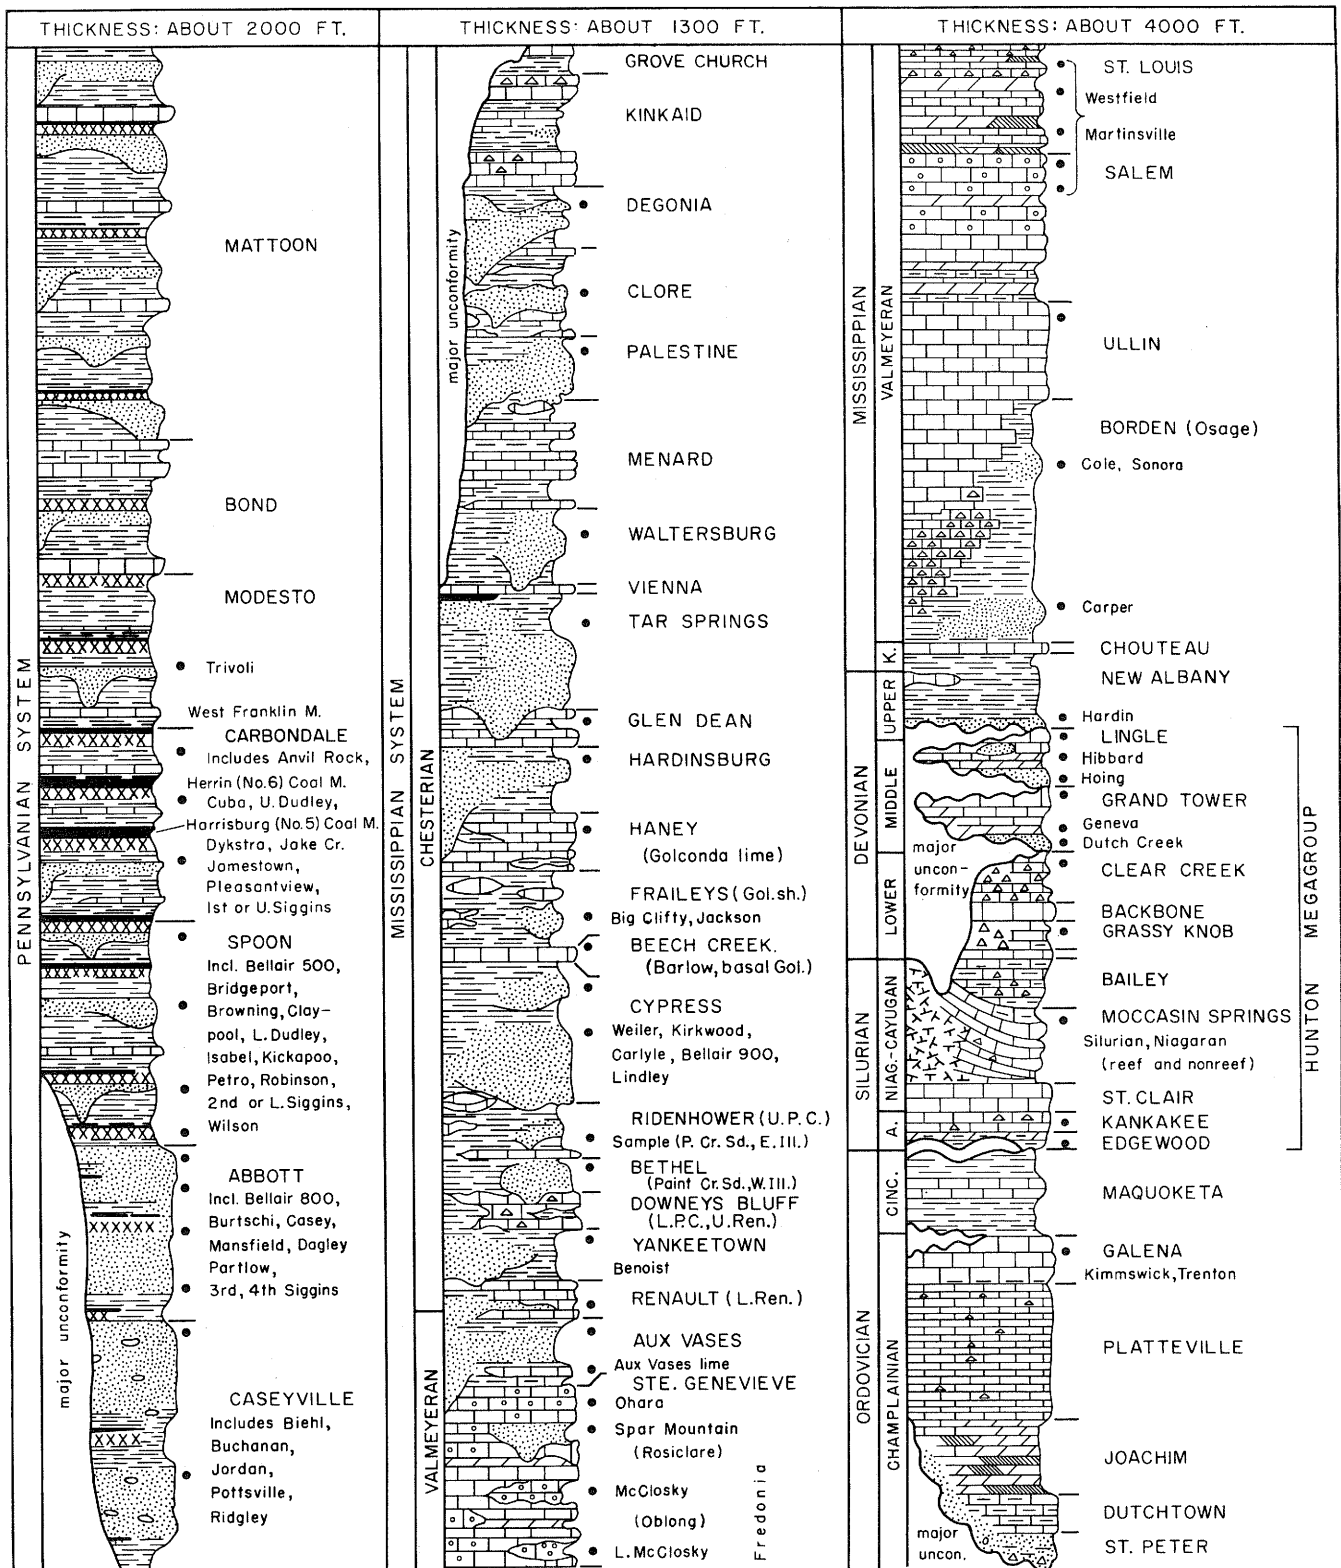 THICKNESS: ABOUT 2000 FT.
PENNSYLVANIAN SYSTEM
MATTOON
BOND
MODESTO
Trivoli
West Franklin M.
CARBONDALE
Includes Anvil Rock,
Herrin (No.6) Coal M.
Cuba, U. Dudley,
Harrisburg (No.5) Coal M.
Dykstra, Jake Cr.
Jamestown,
Pleasantview,
1st or U. Siggins
SPOON
Incl. Bellair 500,
Bridgeport,
Browning, Clay-
pool, L. Dudley,
Isabel, Kickapoo,
Petro, Robinson,
2nd or L. Siggins,
Wilson
ABBOTT
Incl. Bellair 800,
Burtschi, Casey,
Mansfield, Dagley
Partlow,
3rd, 4th Siggins
major unconformity
CASEYVILLE
Includes Biehl,
Buchanan,
Jordan,
Pottsville,
Ridgley
THICKNESS: ABOUT 1300 FT.
MISSISSIPPIAN SYSTEM
CHESTERIAN
VALMEYERAN
major unconformity
GROVE CHURCH
KINKAID
DEGONIA
CLORE
PALESTINE
MENARD
WALTERSBURG
VIENNA
TAR SPRINGS
GLEN DEAN
HARDINSBURG
HANEY
(Golconda lime)
FRAILEYS (Gol. sh.)
Big Clifty, Jackson
BEECH CREEK.
(Barlow, basal Gol.)
CYPRESS
Weiler, Kirkwood,
Carlyle, Bellair 900,
Lindley
RIDENHOWER (U.P.C.)
Sample (P. Cr. Sd., E. Ill.)
BETHEL
(Paint Cr. Sd., W. Ill.)
DOWNEYS BLUFF
(L.P.C., U. Ren.)
YANKEETOWN
Benoist
RENAULT (L. Ren.)
AUX VASES
Aux Vases lime
STE. GENEVIEVE
Ohara
Spar Mountain
(Rosiclare)
McClosky
(Oblong)
L. McClosky
Fredonia
THICKNESS: ABOUT 4000 FT.
MISSISSIPPIAN
VALMEYERAN
K.
DEVONIAN
UPPER
MIDDLE
LOWER
SILURIAN
NIAG.-CAYUGAN
A.
ORDOVICIAN
CINC.
CHAMPLAINIAN
ST. LOUIS
Westfield
Martinsville
SALEM
ULLIN
BORDEN (Osage)
Cole, Sonora
Carper
CHOUTEAU
NEW ALBANY
Hardin
LINGLE
Hibbard
Hoing
GRAND TOWER
Geneva
Dutch Creek
major
uncon-
formity
CLEAR CREEK
BACKBONE
GRASSY KNOB
BAILEY
MOCCASIN SPRINGS
Silurian, Niagaran
(reef and nonreef)
ST. CLAIR
KANKAKEE
EDGEWOOD
HUNTON MEGAGROUP
MAQUOKETA
GALENA
Kimmswick, Trenton
PLATTEVILLE
JOACHIM
DUTCHTOWN
major
uncon.
ST. PETER